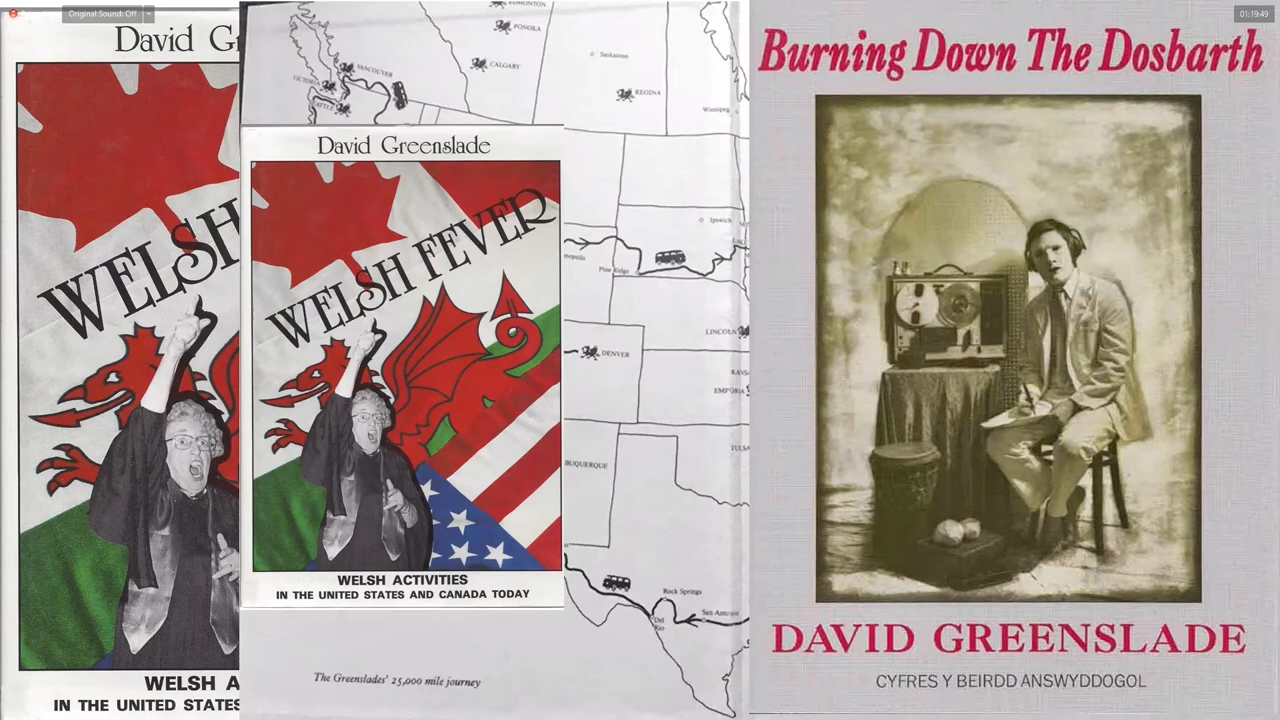 Original Sound: Off
01:19:49
David Gr
WELSH
WELSH A
IN THE UNITED STATES
EDMONTON
PONOKA
CALGARY
Saskatoon
VANCOUVER
VICTORIA
REGINA
Winnipeg
David Greenslade
WELSH FEVER
WELSH ACTIVITIES
IN THE UNITED STATES AND CANADA TODAY
Ipswich
Pine Ridge
LINCOLN
DENVER
EMPORIA
TULSA
BUQUERQUE
Rock Springs
San Antonio
Del
Rio
The Greenslades' 25,000 mile journey
Burning Down The Dosbarth
DAVID GREENSLADE
CYFRES Y BEIRDD ANSWYDDOGOL